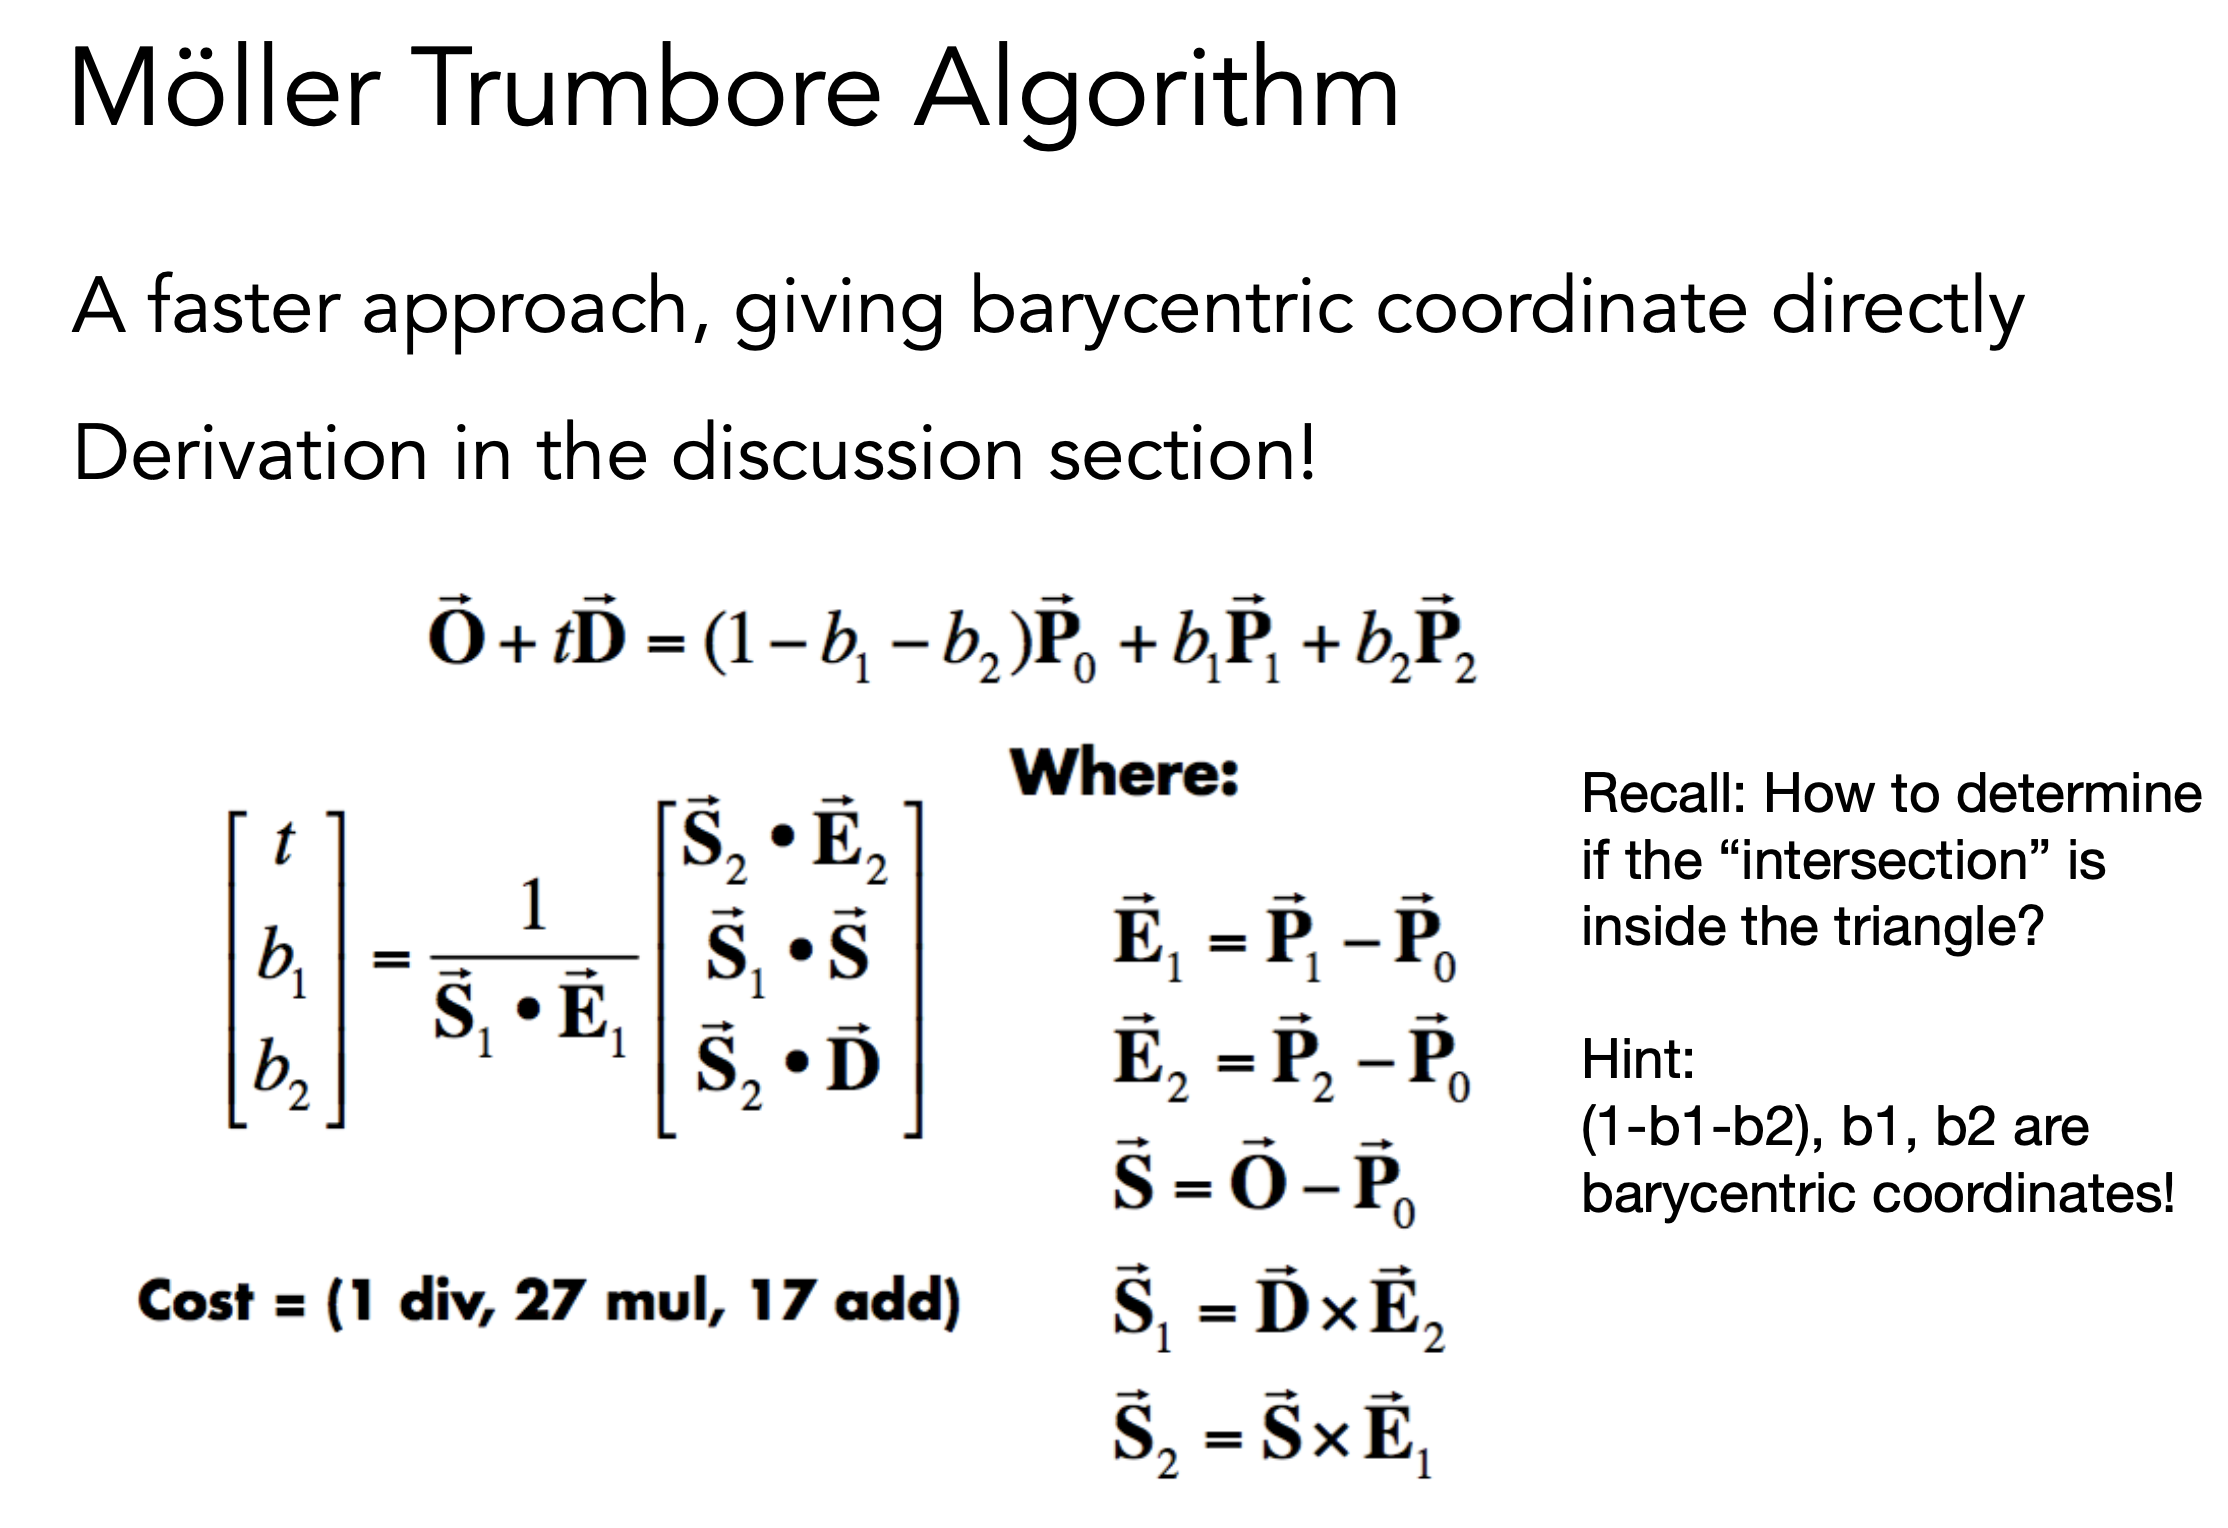 Möller Trumbore Algorithm
A faster approach, giving barycentric coordinate directly
Derivation in the discussion section!
$\vec{\mathbf{O}} + t\vec{\mathbf{D}} = (1 - b_1 - b_2)\vec{\mathbf{P}}_0 + b_1\vec{\mathbf{P}}_1 + b_2\vec{\mathbf{P}}_2$
$\begin{bmatrix} t \\ b_1 \\ b_2 \end{bmatrix} = \frac{1}{\vec{\mathbf{S}}_1 \bullet \vec{\mathbf{E}}_1} \begin{bmatrix} \vec{\mathbf{S}}_2 \bullet \vec{\mathbf{E}}_2 \\ \vec{\mathbf{S}}_1 \bullet \vec{\mathbf{S}} \\ \vec{\mathbf{S}}_2 \bullet \vec{\mathbf{D}} \end{bmatrix}$
Cost = (1 div, 27 mul, 17 add)
Where:
$\vec{\mathbf{E}}_1 = \vec{\mathbf{P}}_1 - \vec{\mathbf{P}}_0$
$\vec{\mathbf{E}}_2 = \vec{\mathbf{P}}_2 - \vec{\mathbf{P}}_0$
$\vec{\mathbf{S}} = \vec{\mathbf{O}} - \vec{\mathbf{P}}_0$
$\vec{\mathbf{S}}_1 = \vec{\mathbf{D}} \times \vec{\mathbf{E}}_2$
$\vec{\mathbf{S}}_2 = \vec{\mathbf{S}} \times \vec{\mathbf{E}}_1$
Recall: How to determine
if the “intersection” is
inside the triangle?
Hint:
(1-b1-b2), b1, b2 are
barycentric coordinates!